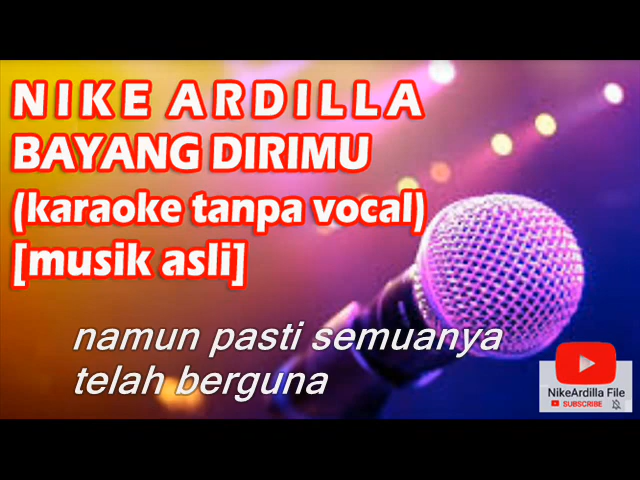 NIKE ARDILLA
BAYANG DIRIMU
(karaoke tanpa vocal)
[musik asli]
namun pasti semuanya
telah berguna
NikeArdilla File
SUBSCRIBE